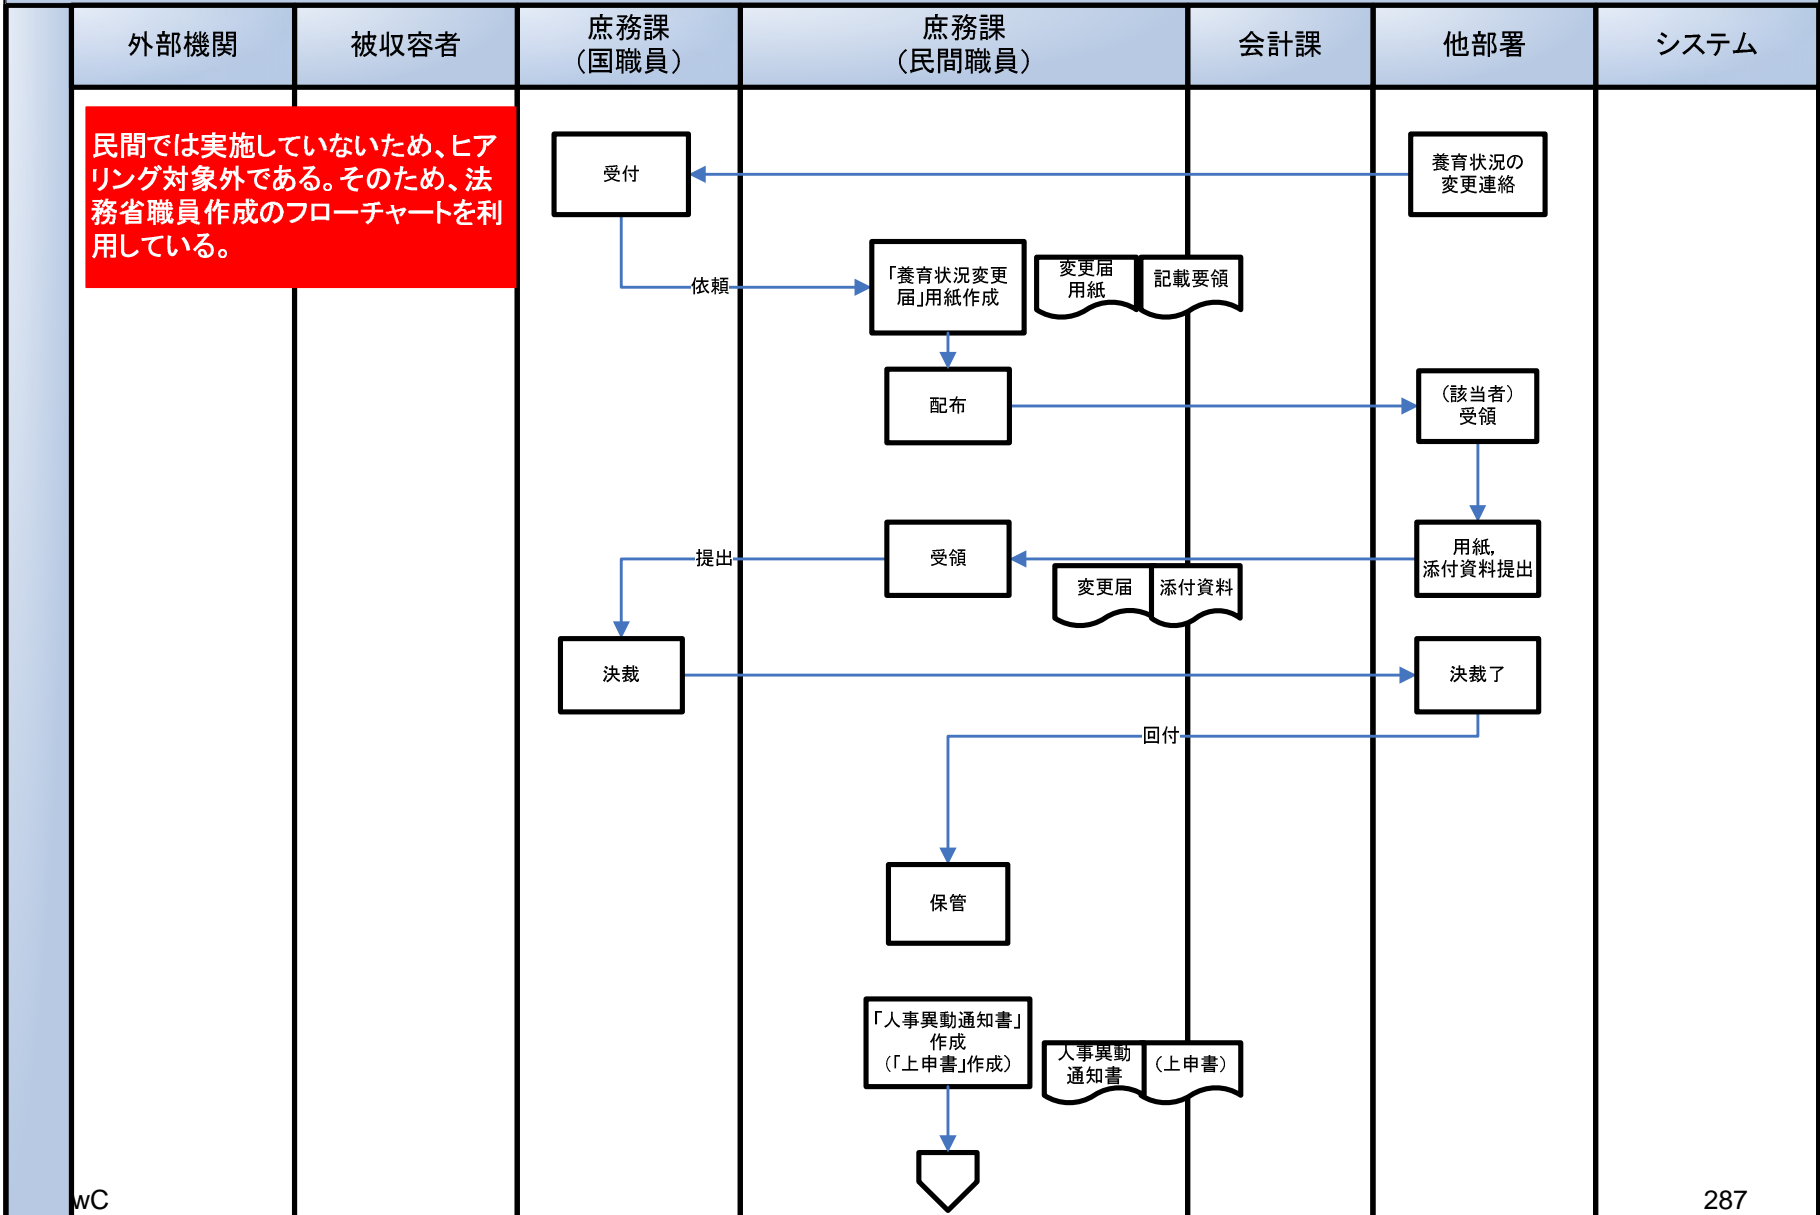 外部機関
被収容者
庶務課
（国職員）
庶務課
（民間職員）
会計課
他部署
システム
民間では実施していないため、ヒア
リング対象外である。そのため、法
務省職員作成のフローチャートを利
用している。
受付
養育状況の
変更連絡
依頼
「養育状況変更
届」用紙作成
変更届
用紙
記載要領
配布
（該当者）
受領
提出
受領
用紙，
添付資料提出
変更届
添付資料
決裁
決裁了
回付
保管
「人事異動通知書」
作成
（「上申書」作成）
人事異動
通知書
（上申書）
wC
287